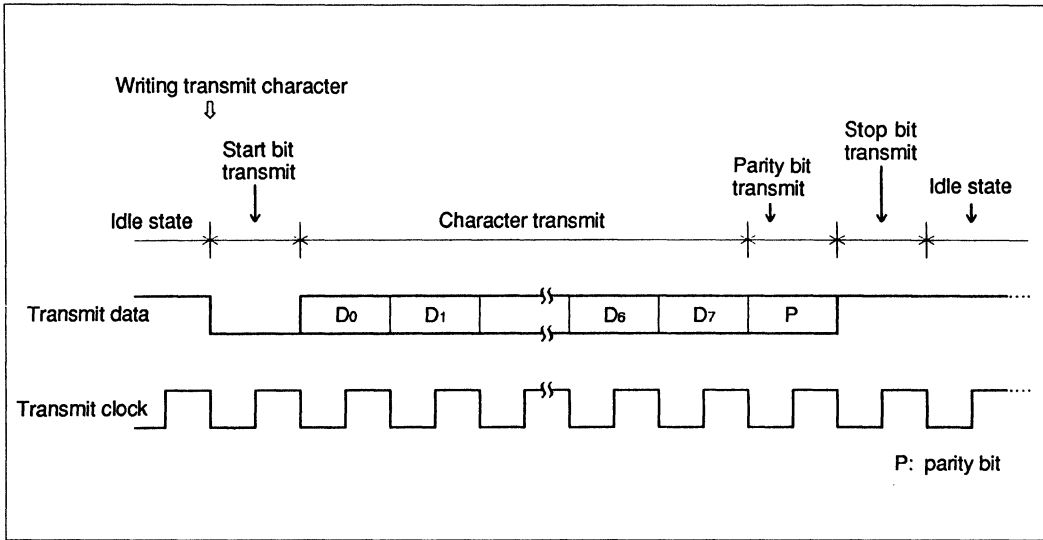 Writing transmit character
Start bit
transmit
Stop bit
transmit
Parity bit
transmit
Idle state
Idle state
Character transmit
Transmit data
D0
D1
D6
D7
P
Transmit clock
P: parity bit